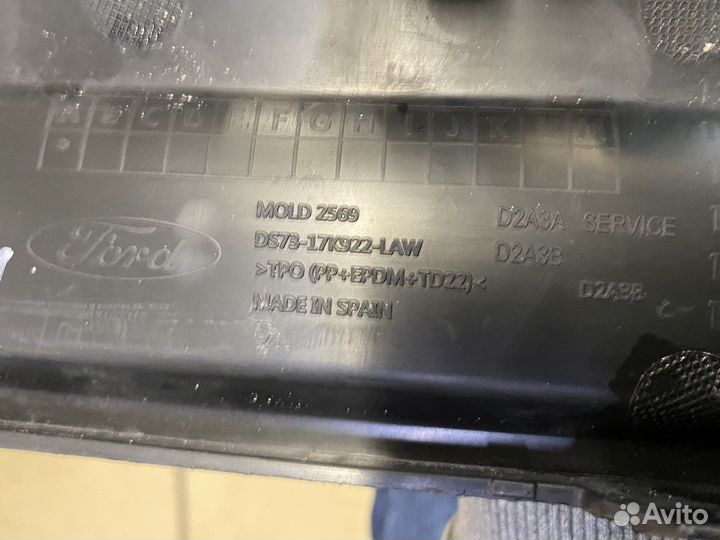 A B C D E F G H I J K L M
Ford
MOLD 2569
DS73-17K922-LAW
>TPO (PP+EPDM+TD22)<
MADE IN SPAIN
D2A3A SERVICE
D2A3B
D2A3B
Avito